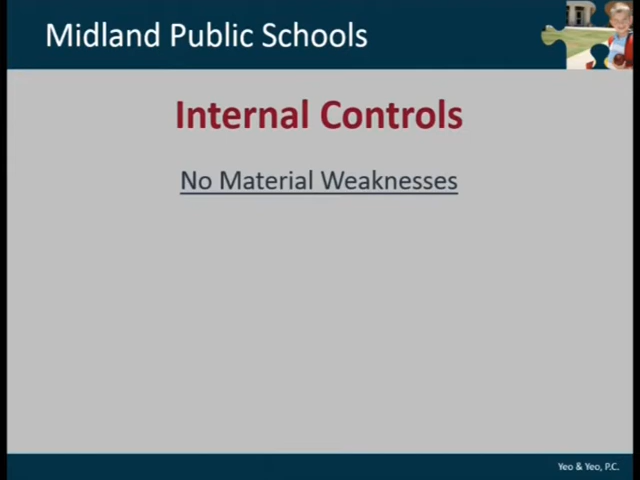 Midland Public Schools
Internal Controls
No Material Weaknesses
Yeo & Yeo, P.C.